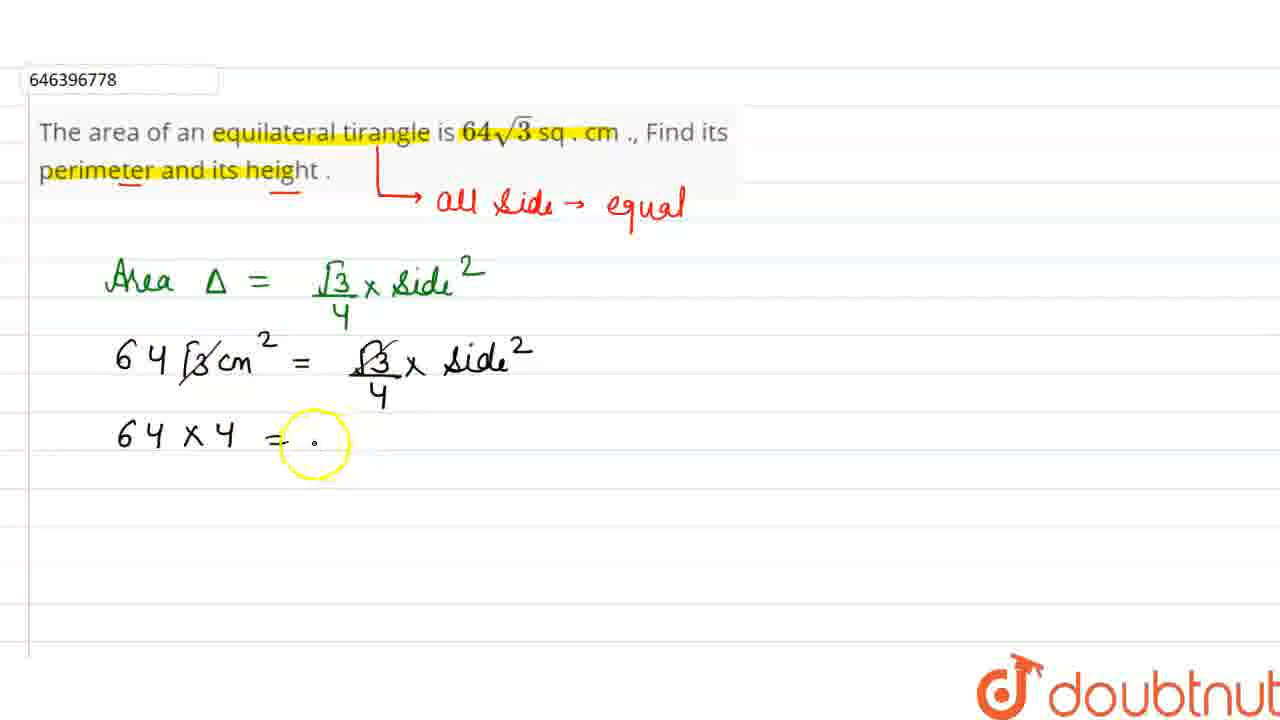 646396778
The area of an equilateral tirangle is 64√3 sq . cm ., Find its
perimeter and its height .
all side → equal
Area Δ = √3/4 × side²
64√3 cm² = √3/4 × side²
64 × 4 =
doubtnut